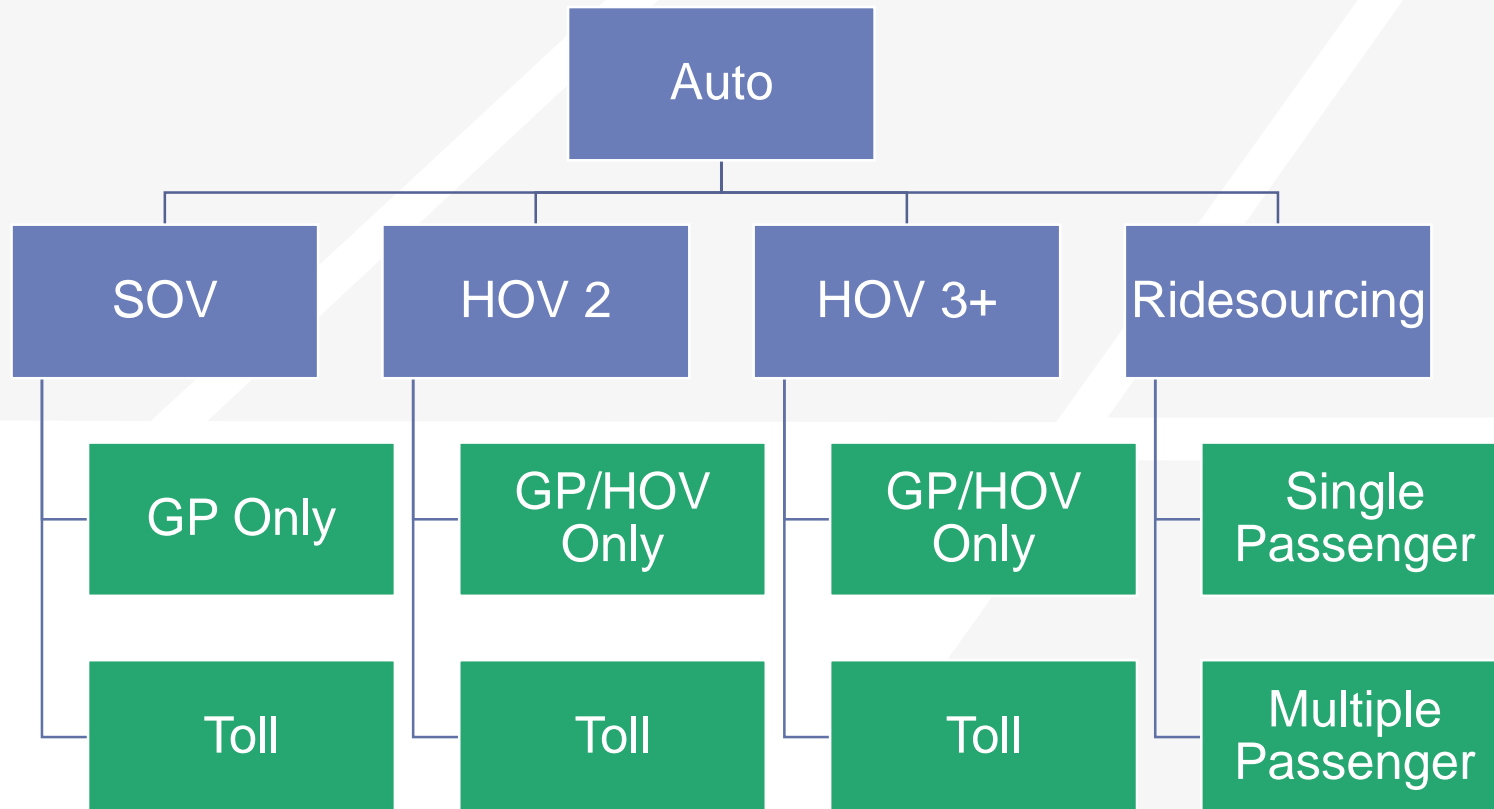 Auto
SOV
HOV 2
HOV 3+
Ridesourcing
GP Only
GP/HOV
Only
GP/HOV
Only
Single
Passenger
Toll
Toll
Toll
Multiple
Passenger